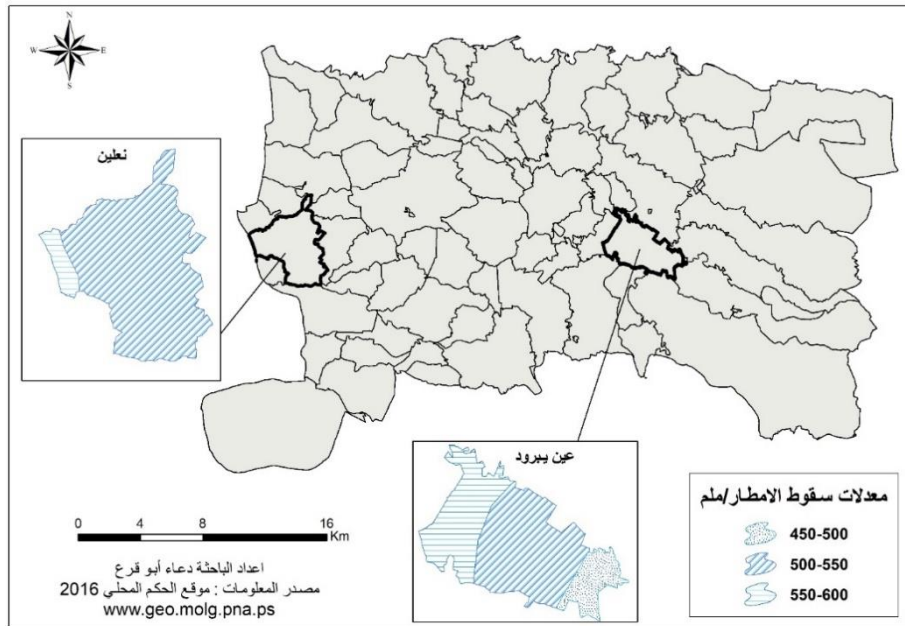 N
W E
S
نعلين
عين يبرود
معدلات سقوط الامطار/ملم
450-500
500-550
550-600
0 4 8 16
Km
اعداد الباحثة دعاء أبو قرع
مصدر المعلومات : موقع الحكم المحلي 2016
www.geo.molg.pna.ps